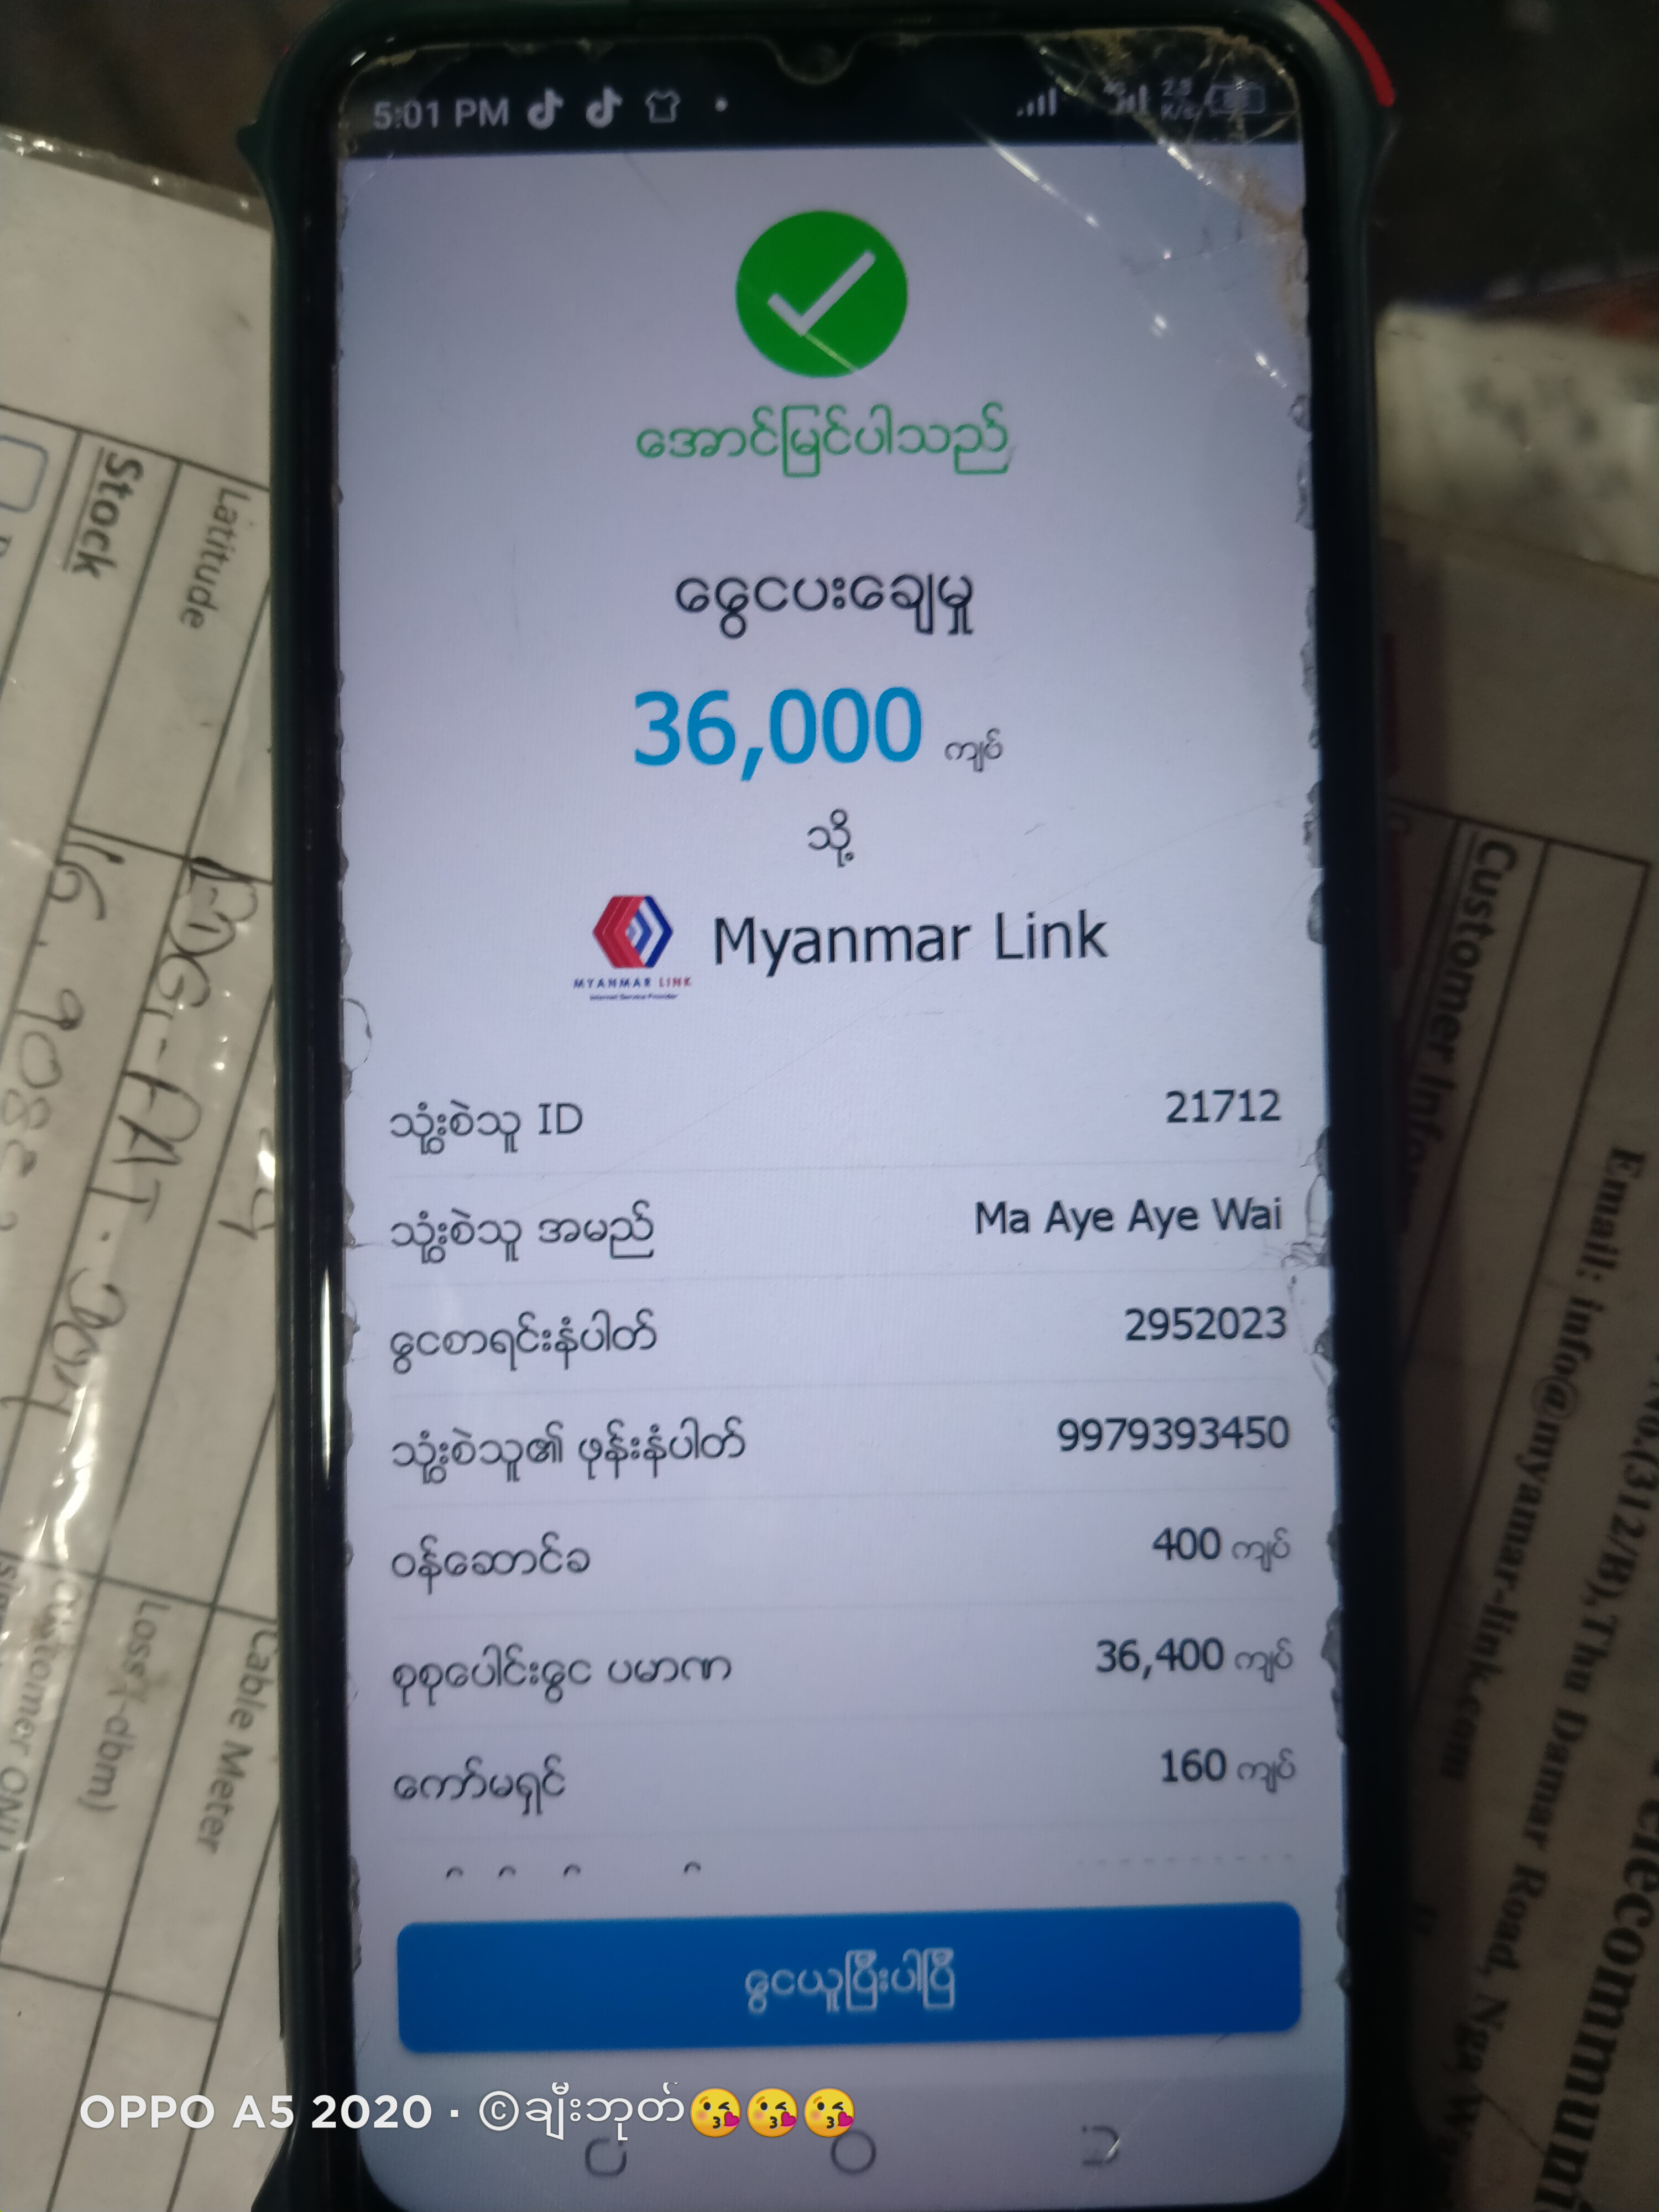 5:01 PM
အောင်မြင်ပါသည်
ငွေပေးချေမှု
36,000 ကျပ်
သို့
MYANMAR LINK
Internet Service Provider
Myanmar Link
သုံးစွဲသူ ID 21712
သုံးစွဲသူ အမည် Ma Aye Aye Wai
ငွေစာရင်းနံပါတ် 2952023
သုံးစွဲသူ၏ ဖုန်းနံပါတ် 9979393450
ဝန်ဆောင်ခ 400 ကျပ်
စုစုပေါင်းငွေ ပမာဏ 36,400 ကျပ်
ကော်မရှင် 160 ကျပ်
ငွေယူပြီးပါပြီ
Latitude
Stock
Cable Meter
Loss(-dbm)
Customer ONU
Customer Info
Email: info@myanmar-link.com
No.(312/B),Thu Damar Road,
OPPO A5 2020 · ©ချီးဘုတ်😘😘😘